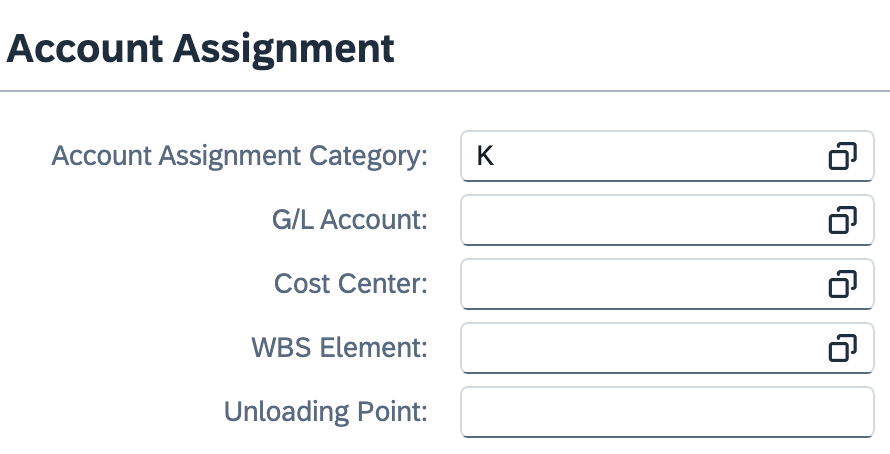 Account Assignment
Account Assignment Category: K
G/L Account:
Cost Center:
WBS Element:
Unloading Point: